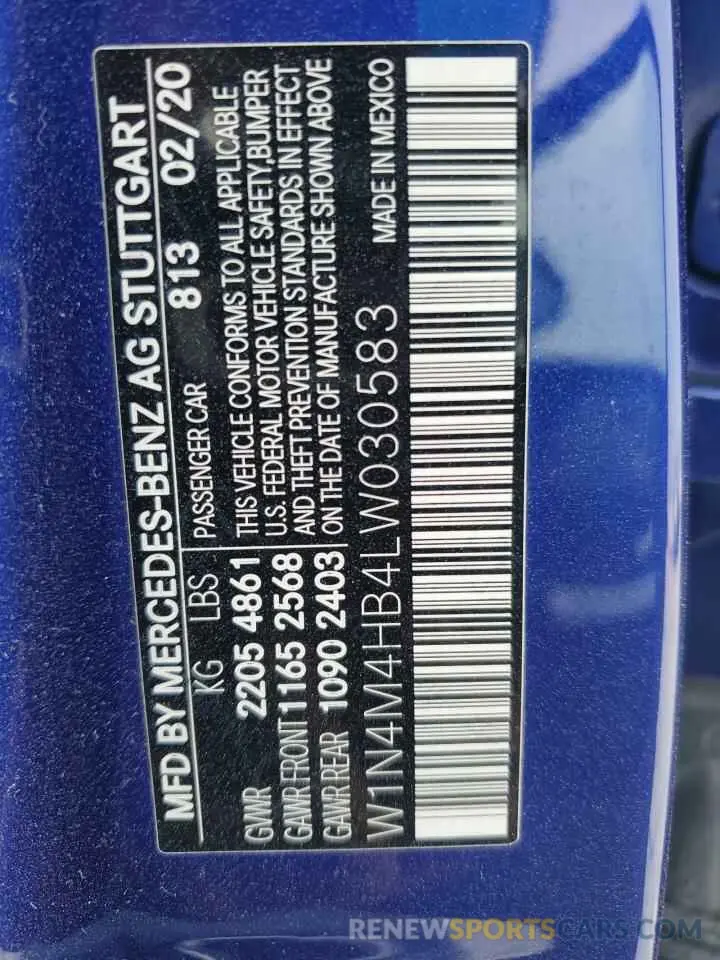 MFD BY MERCEDES-BENZ AG STUTTGART
813 02/20
KG LBS
GVWR 2205 4861
GAWR FRONT 1165 2568
GAWR REAR 1090 2403
PASSENGER CAR
THIS VEHICLE CONFORMS TO ALL APPLICABLE
U.S. FEDERAL MOTOR VEHICLE SAFETY,BUMPER
AND THEFT PREVENTION STANDARDS IN EFFECT
ON THE DATE OF MANUFACTURE SHOWN ABOVE
W1N4M4HB4LW030583
MADE IN MEXICO
RENEWSPORTSCARS.COM